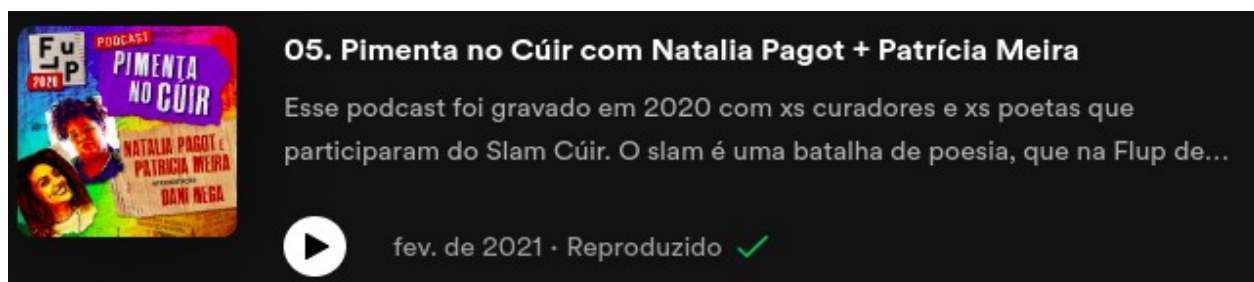 FLUP
2020
PODCAST
PIMENTA
NO CÚIR
NATALIA PAGOT E
PATRÍCIA MEIRA
APRESENTAÇÃO
DANI NEGA
05. Pimenta no Cúir com Natalia Pagot + Patrícia Meira
Esse podcast foi gravado em 2020 com xs curadores e xs poetas que
participaram do Slam Cúir. O slam é uma batalha de poesia, que na Flup de...
fev. de 2021 · Reproduzido